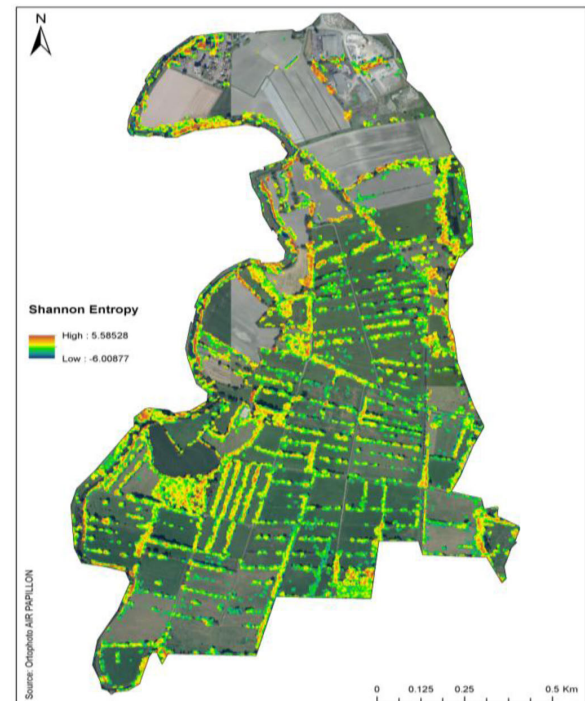 N
Shannon Entropy
High : 5.58528
Low : -6.00877
Source: Ortophoto AIR PAPILLON
0 0.125 0.25 0.5 Km